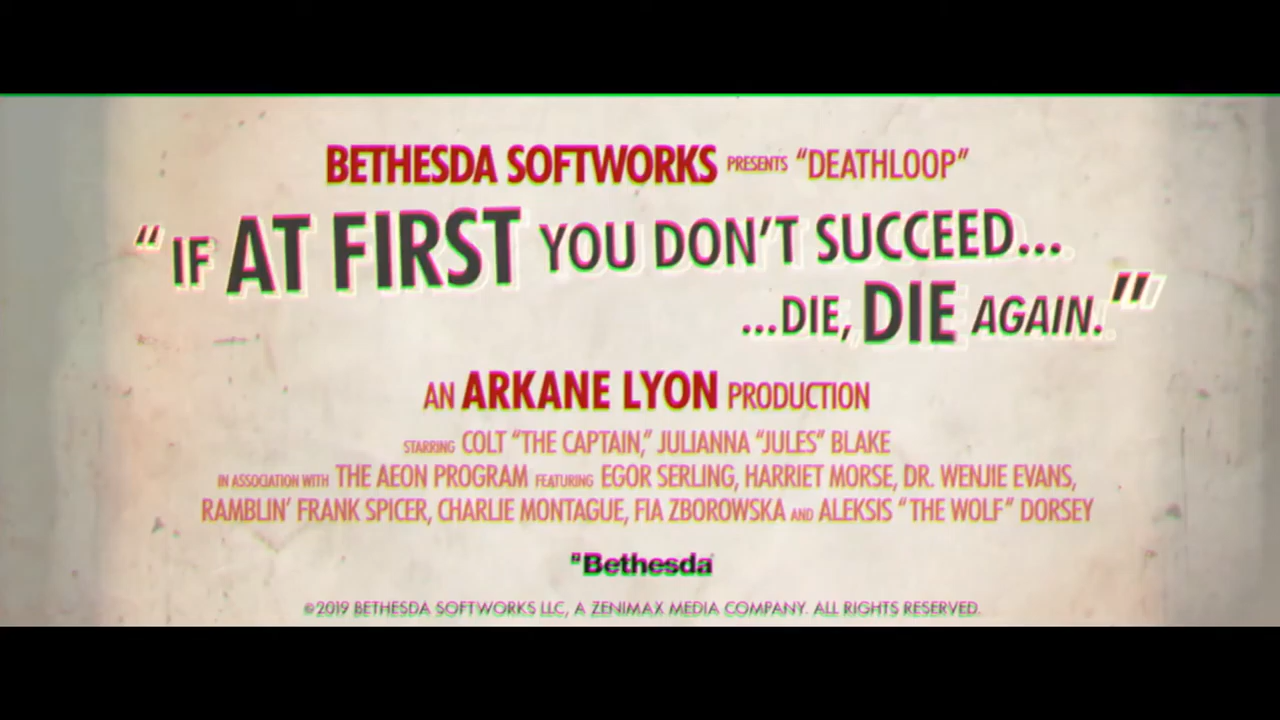 BETHESDA SOFTWORKS PRESENTS “DEATHLOOP”
“IF AT FIRST YOU DON’T SUCCEED...
...DIE, DIE AGAIN.”
AN ARKANE LYON PRODUCTION
STARRING COLT “THE CAPTAIN,” JULIANNA “JULES” BLAKE
IN ASSOCIATION WITH THE AEON PROGRAM FEATURING EGOR SERLING, HARRIET MORSE, DR. WENJIE EVANS,
RAMBLIN’ FRANK SPICER, CHARLIE MONTAGUE, FIA ZBOROWSKA AND ALEKSIS “THE WOLF” DORSEY
Bethesda
©2019 BETHESDA SOFTWORKS LLC, A ZENIMAX MEDIA COMPANY. ALL RIGHTS RESERVED.